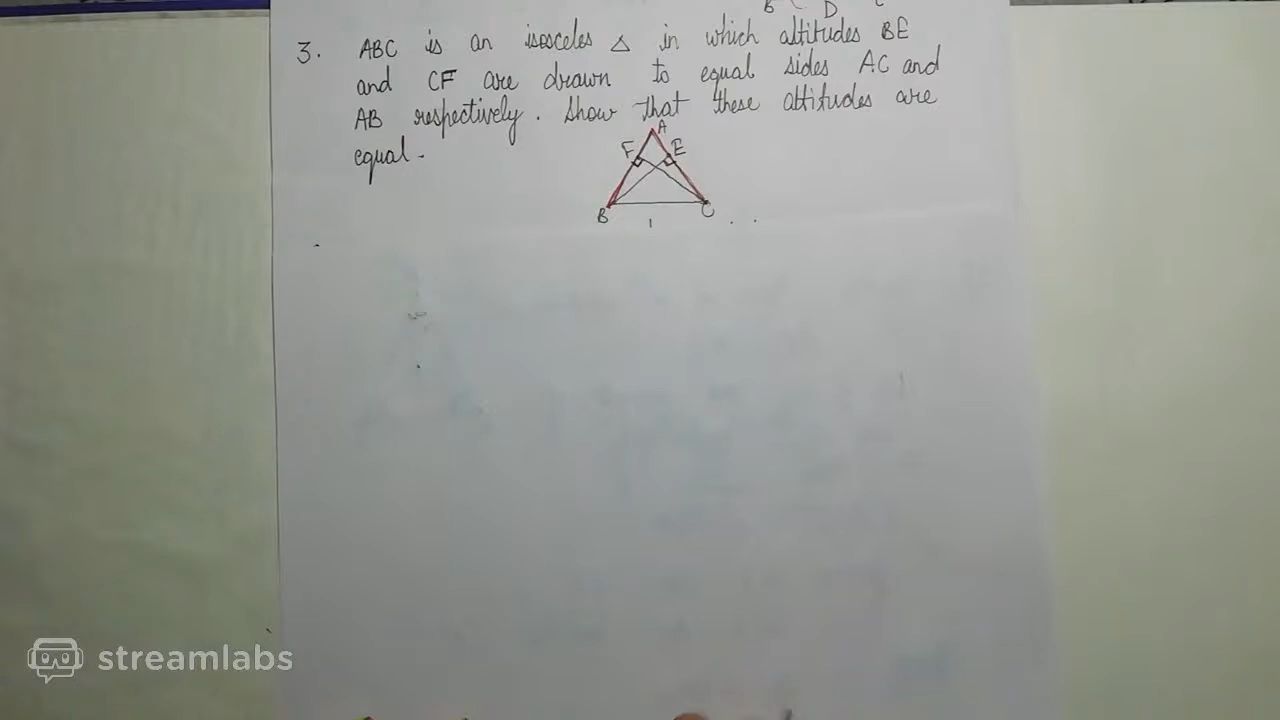 B D C
3. ABC is an isosceles △ in which altitudes BE
and CF are drawn to equal sides AC and
AB respectively. Show that these altitudes are
equal.
A
F E
B C
streamlabs